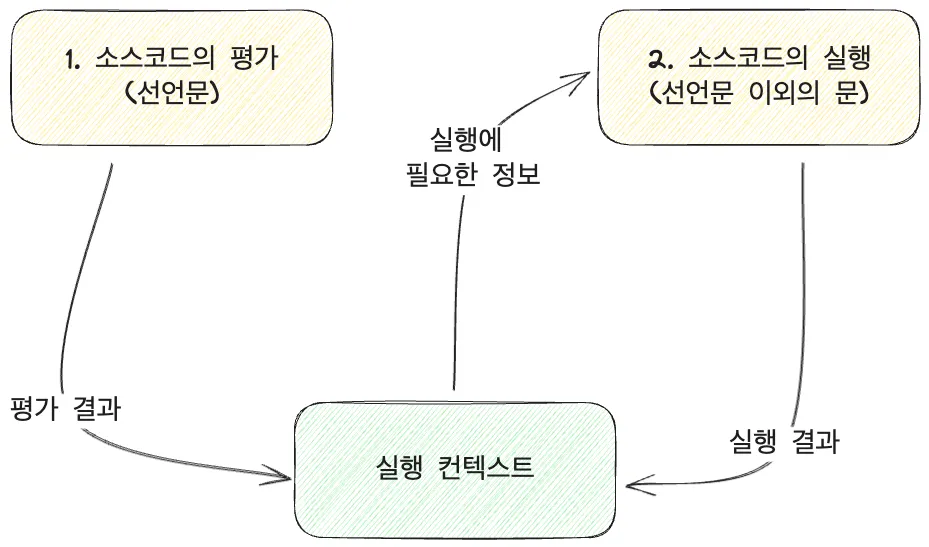 1. 소스코드의 평가
(선언문)
2. 소스코드의 실행
(선언문 이외의 문)
실행에
필요한 정보
평가 결과
실행 결과
실행 컨텍스트